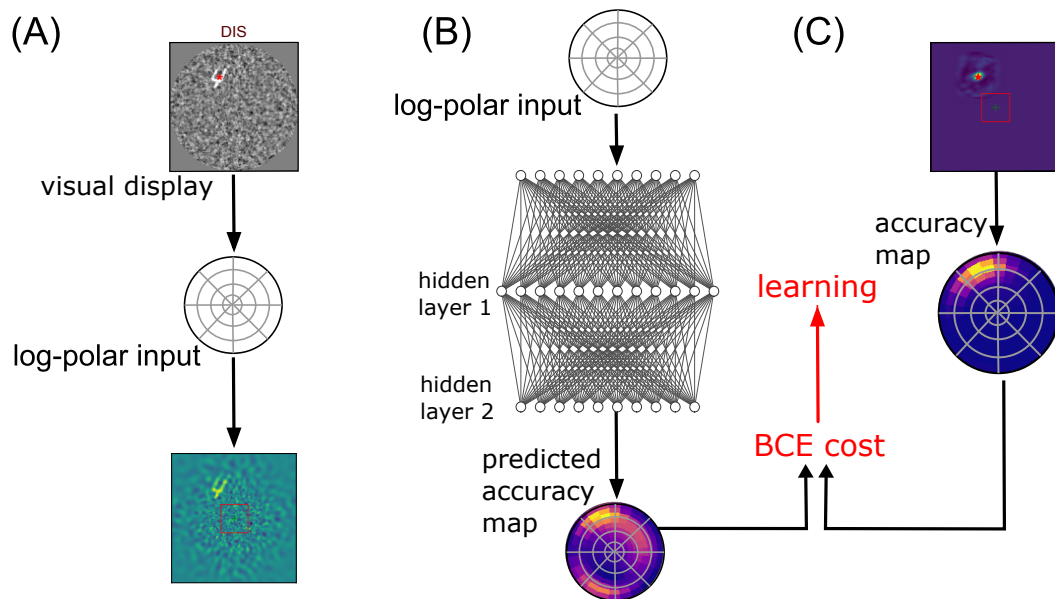 (A)
DIS
visual display
log-polar input
(B)
log-polar input
hidden
layer 1
hidden
layer 2
predicted
accuracy
map
(C)
accuracy
map
learning
BCE cost